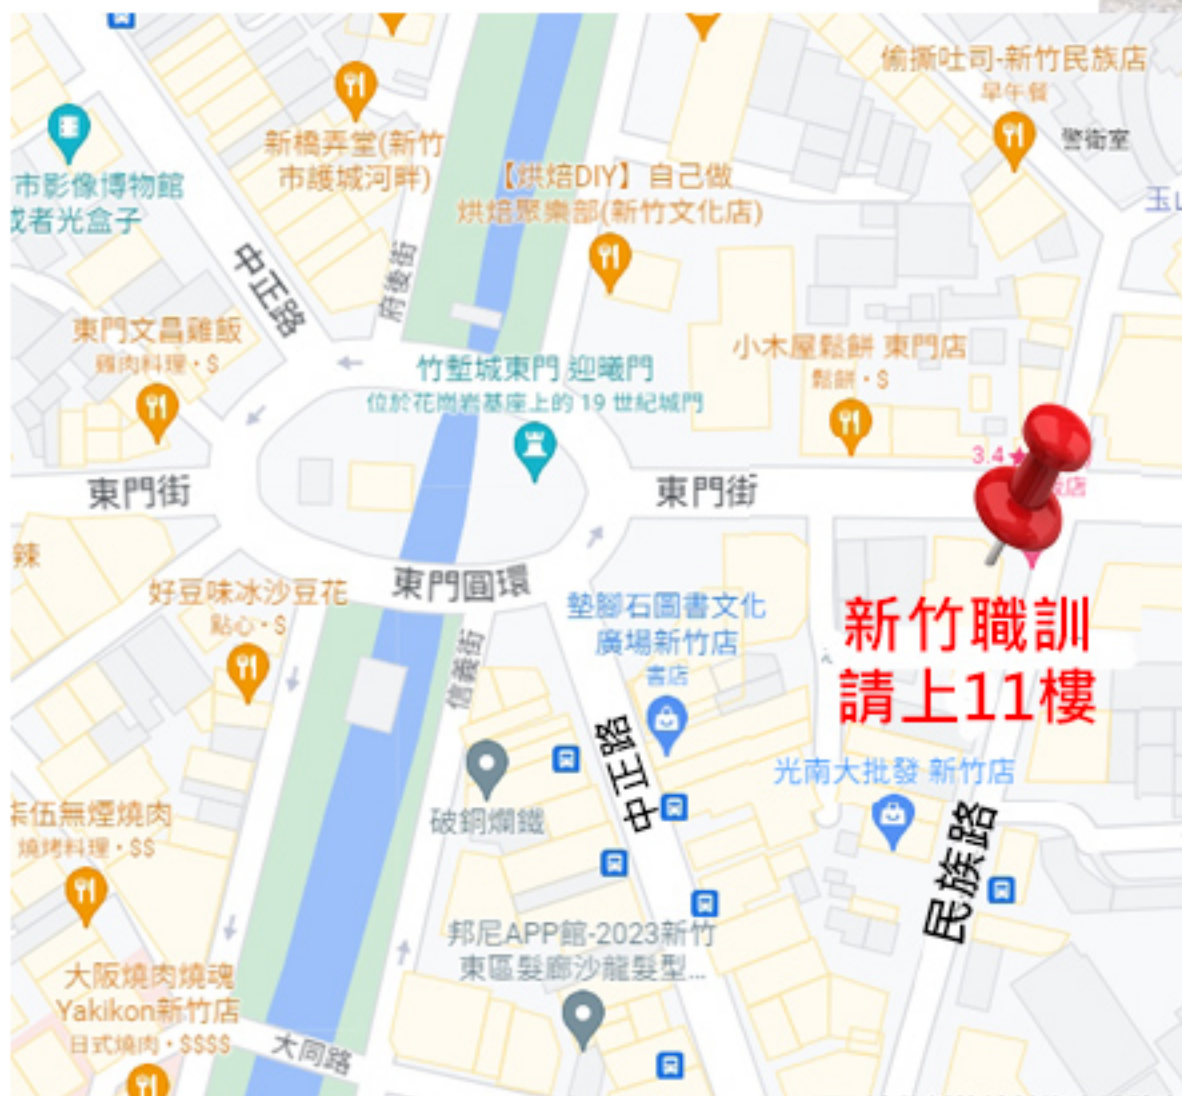 偷撕吐司-新竹民族店
早午餐
警衛室
新橋弄堂(新竹
市護城河畔)
【烘焙DIY】自己做
烘焙聚樂部(新竹文化店)
市影像博物館
或者光盒子
玉山
中正路
府後街
東門文昌雞飯
雞肉料理・$
竹塹城東門 迎曦門
位於花崗岩基座上的 19 世紀城門
小木屋鬆餅 東門店
鬆餅・$
3.4★
店
東門街
東門街
辣
東門圓環
好豆味冰沙豆花
點心・$
墊腳石圖書文化
廣場新竹店
書店
新竹職訓
請上11樓
信義街
中正路
光南大批發 新竹店
破銅爛鐵
柒伍無煙燒肉
燒烤料理・$$
民族路
邦尼APP館-2023新竹
東區髮廊沙龍髮型...
大阪燒肉燒魂
Yakikon新竹店
日式燒肉・$$$$
大同路